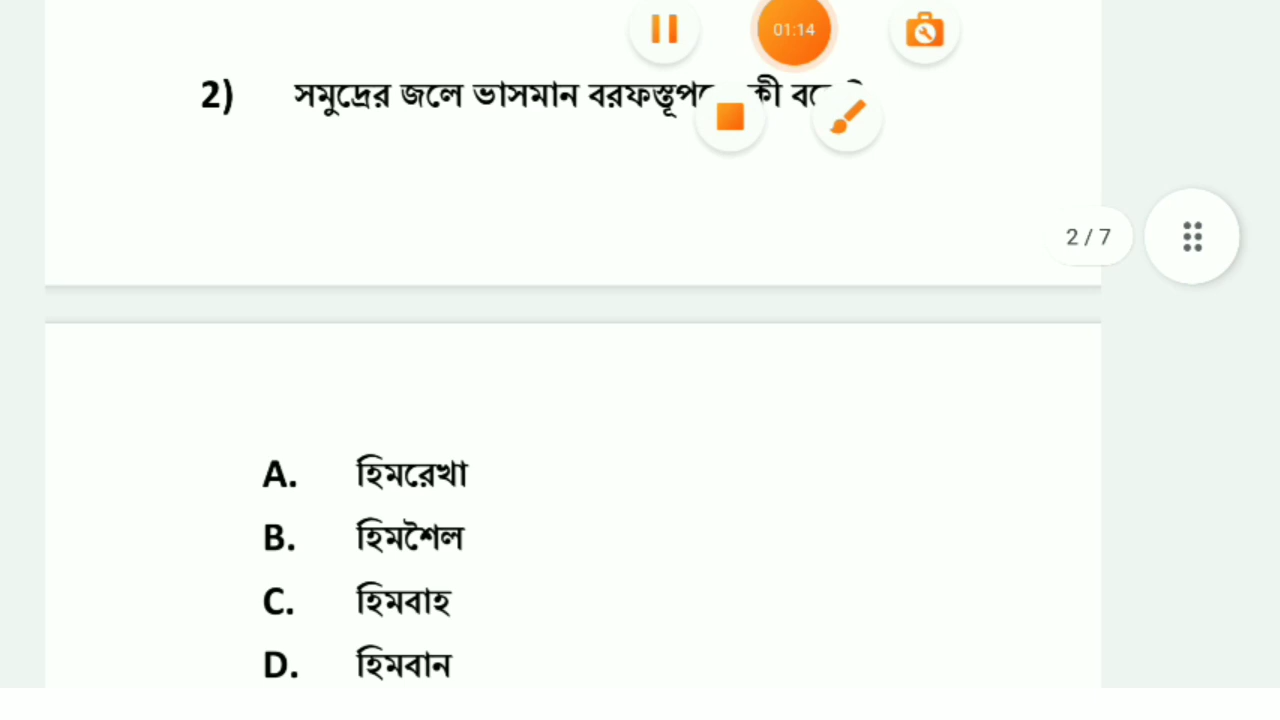 01:14
2) সমুদ্রের জলে ভাসমান বরফস্তূপ কী
2 / 7
A. হিমরেখা
B. হিমশৈল
C. হিমবাহ
D. হিমবান